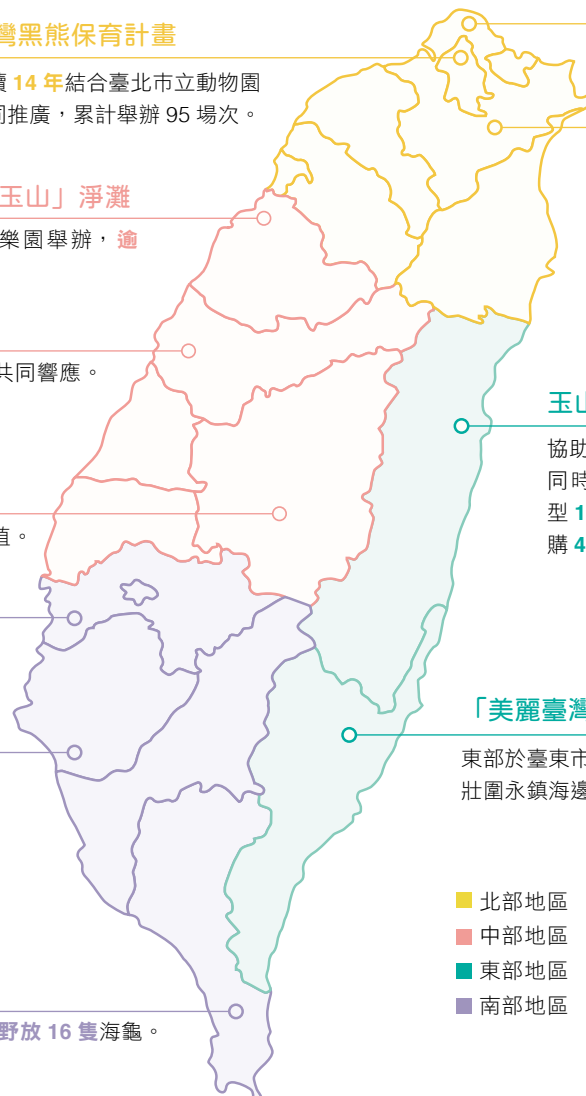 灣黑熊保育計畫
續 14 年結合臺北市立動物園
同推廣，累計舉辦 95 場次。
玉山」淨灘
樂園舉辦，逾
共同響應。
植。
野放 16 隻海龜。
玉山
協助
同時
型 1
購 4
「美麗臺灣
東部於臺東市
壯圍永鎮海邊
北部地區
中部地區
東部地區
南部地區